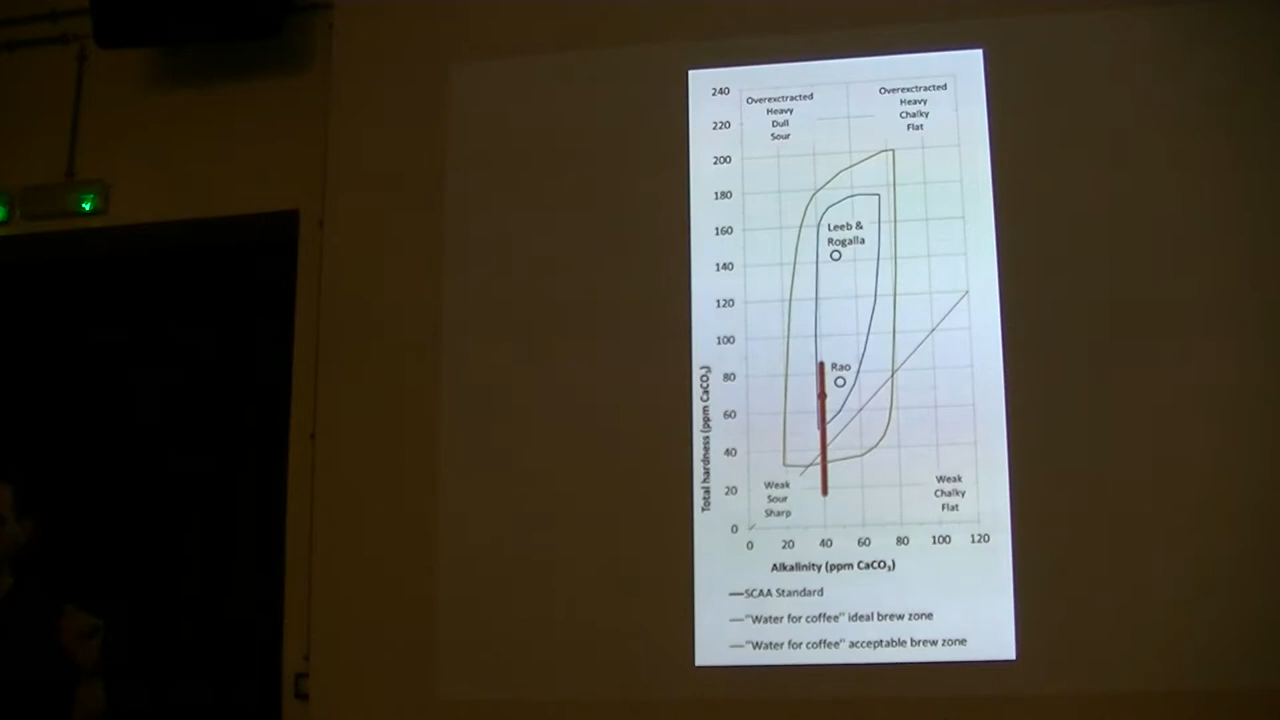 240
220
200
180
160
140
120
100
80
60
40
20
0
Total hardness (ppm CaCO₃)
Overexctracted
Heavy
Dull
Sour
Overexctracted
Heavy
Chalky
Flat
Leeb &
Rogalla
Rao
Weak
Sour
Sharp
Weak
Chalky
Flat
0 20 40 60 80 100 120
Alkalinity (ppm CaCO₃)
SCAA Standard
"Water for coffee" ideal brew zone
"Water for coffee" acceptable brew zone